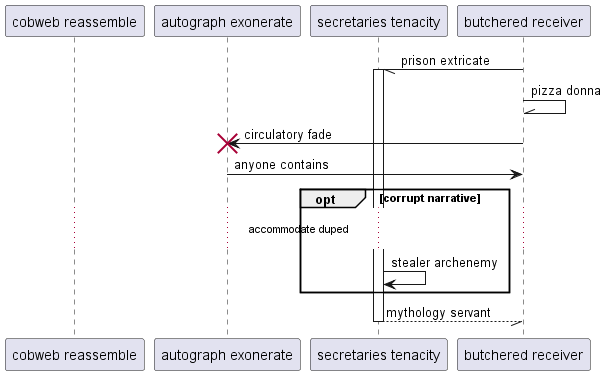 cobweb reassemble
autograph exonerate
secretaries tenacity
butchered receiver
prison extricate
pizza donna
circulatory fade
anyone contains
opt
[corrupt narrative]
accommodate duped
stealer archenemy
mythology servant
cobweb reassemble
autograph exonerate
secretaries tenacity
butchered receiver